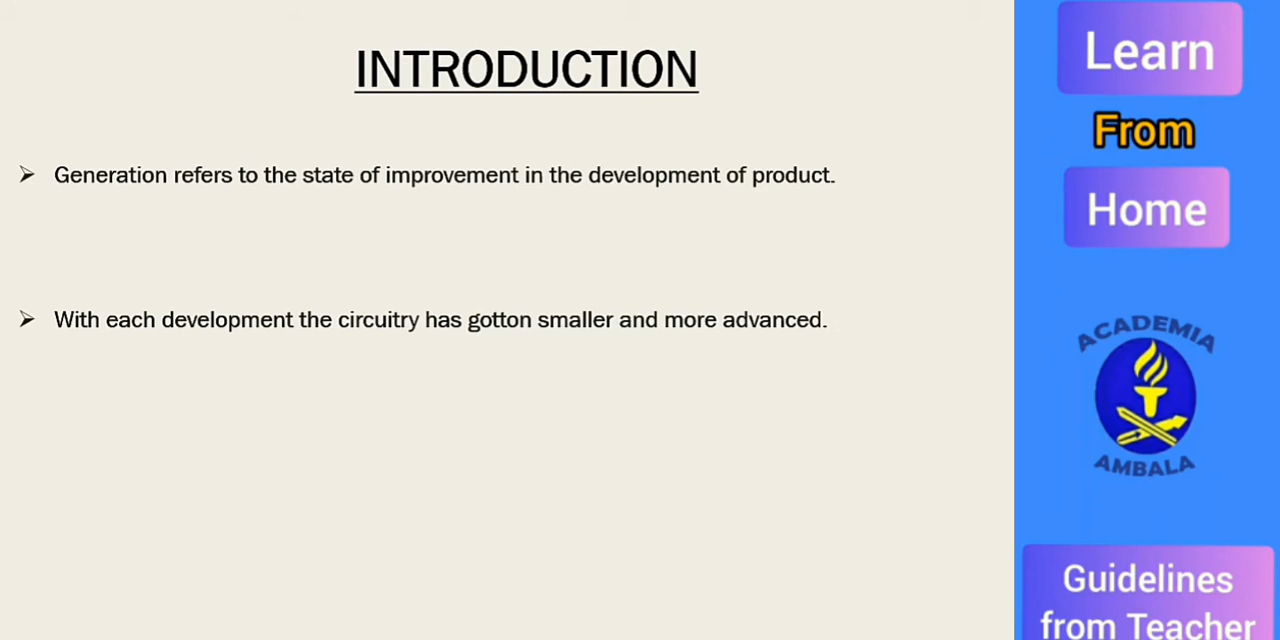 INTRODUCTION
Generation refers to the state of improvement in the development of product.
With each development the circuitry has gotton smaller and more advanced.
Learn
From
Home
ACADEMIA
AMBALA
Guidelines
from Teacher